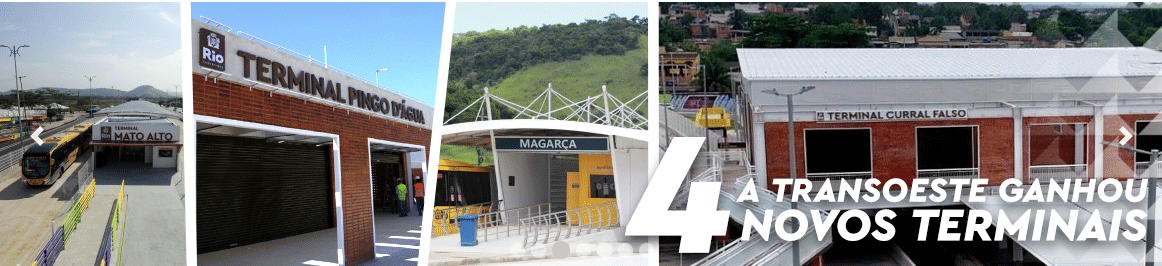 TERMINAL
MATO ALTO
Rio
TERMINAL PINGO D'ÁGUA
MAGARÇA
TERMINAL CURRAL FALSO
4 A TRANSOESTE GANHOU
NOVOS TERMINAIS